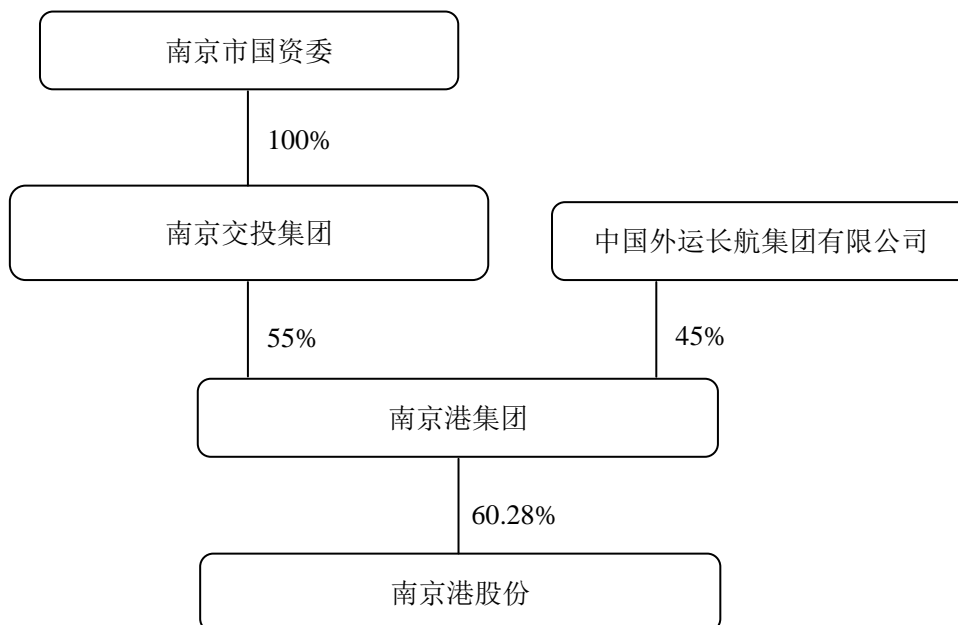 南京市国资委
100%
南京交投集团
中国外运长航集团有限公司
55%
45%
南京港集团
60.28%
南京港股份